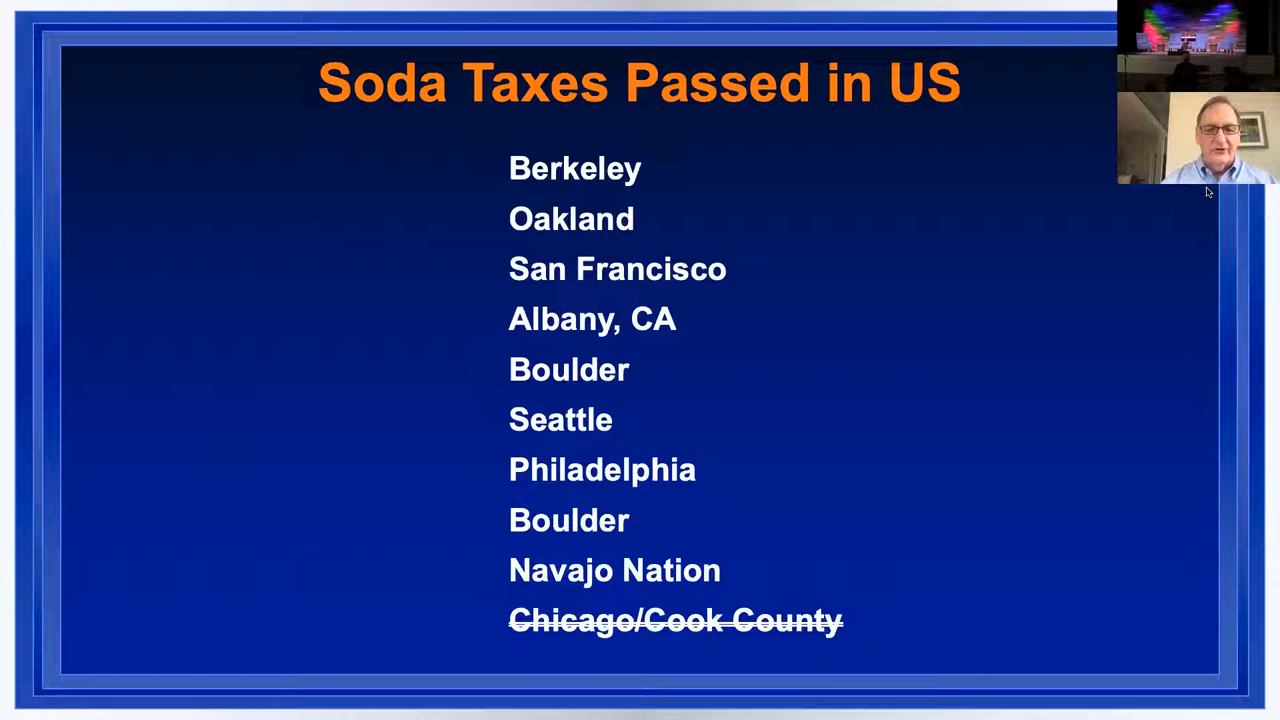 Soda Taxes Passed in US
Berkeley
Oakland
San Francisco
Albany, CA
Boulder
Seattle
Philadelphia
Boulder
Navajo Nation
Chicago/Cook County